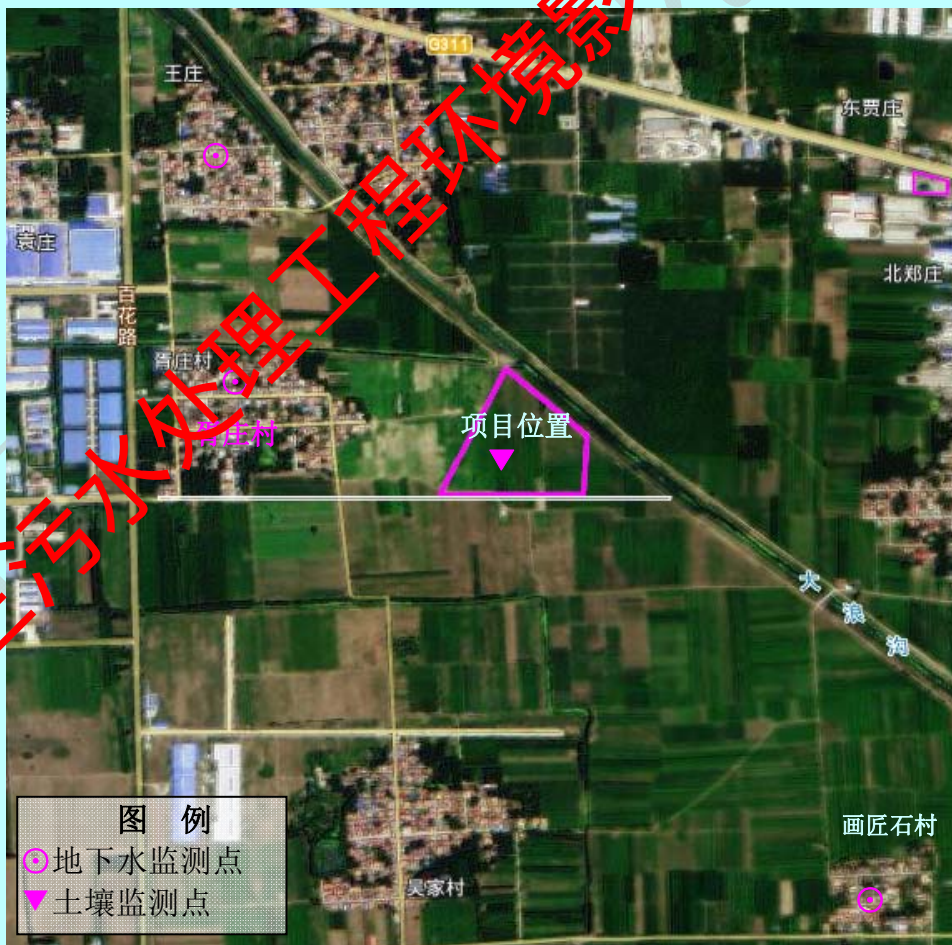 G311
王庄
东贾庄
袁庄
北郑庄
百花路
胥庄村
胥庄村
项目位置
大浪沟
画匠石村
吴家村
图 例
地下水监测点
土壤监测点
污水处理工程环境影